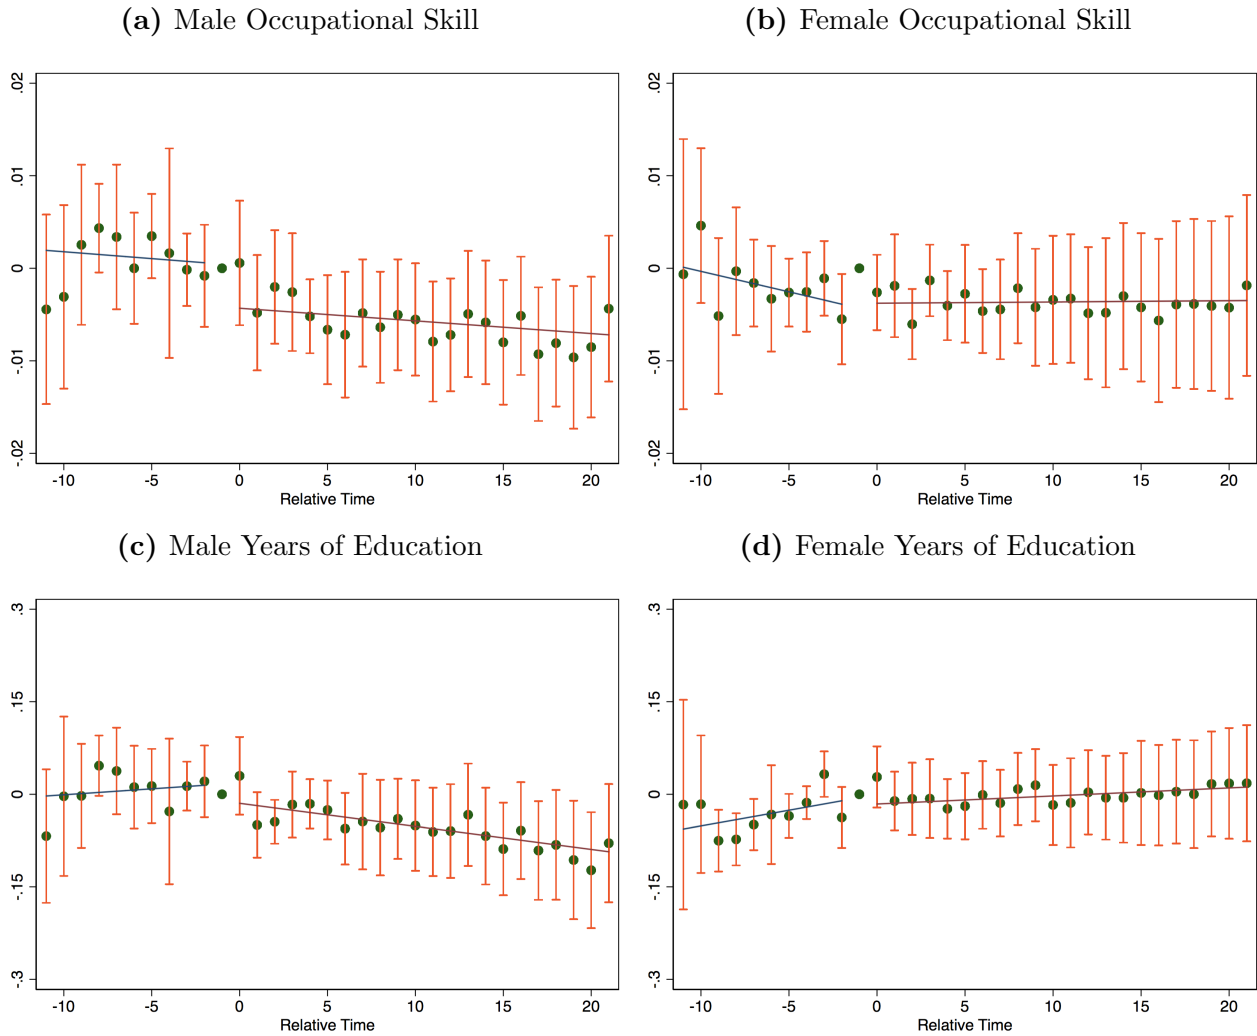 (a) Male Occupational Skill
.02
.01
0
-.01
-.02
-10 -5 0 5 10 15 20
Relative Time
(b) Female Occupational Skill
.02
.01
0
-.01
-.02
-10 -5 0 5 10 15 20
Relative Time
(c) Male Years of Education
.3
.15
0
-.15
-.3
-10 -5 0 5 10 15 20
Relative Time
(d) Female Years of Education
.3
.15
0
-.15
-.3
-10 -5 0 5 10 15 20
Relative Time